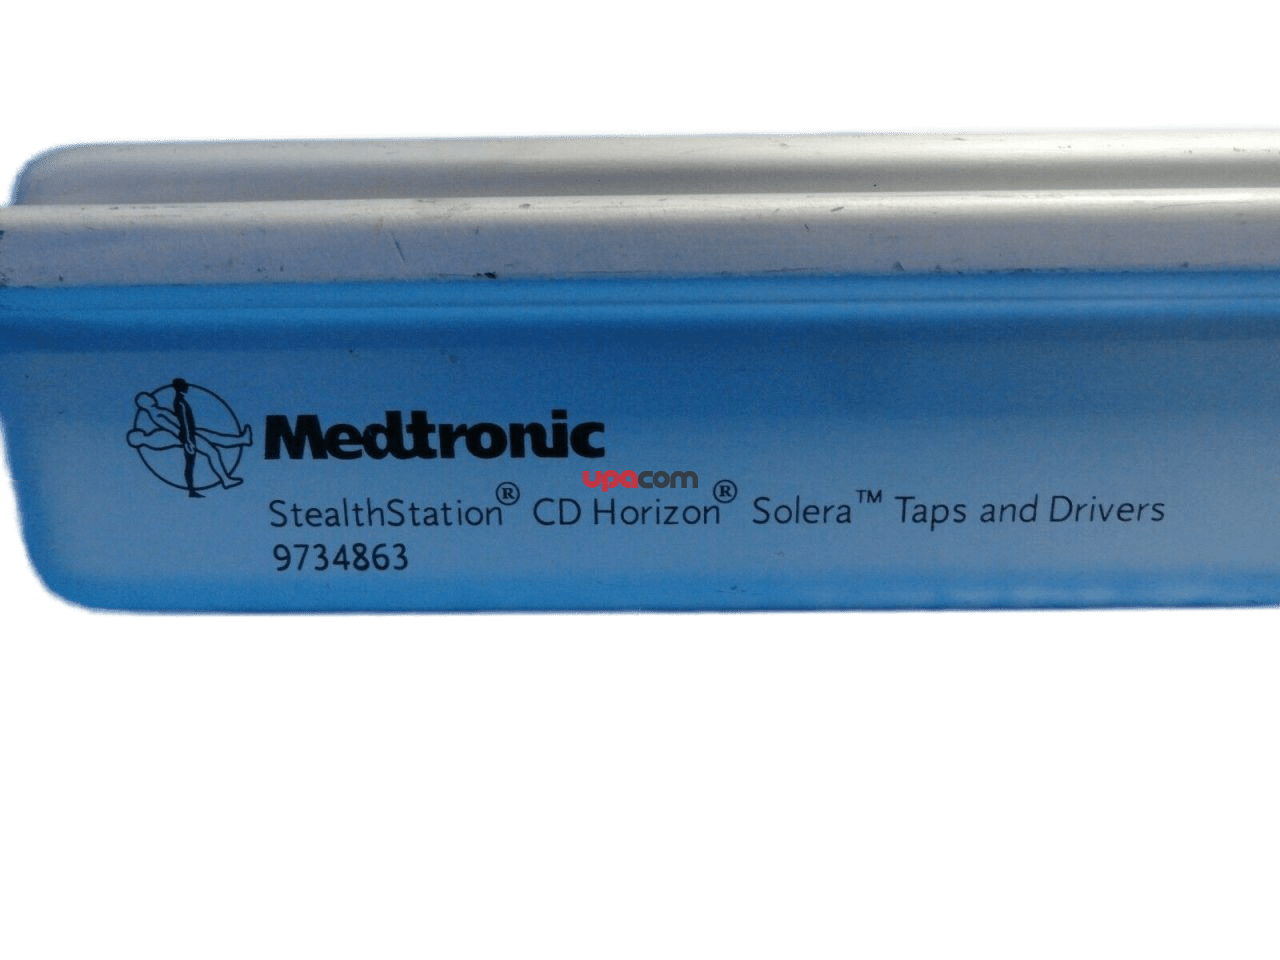 Medtronic
upacom
StealthStation® CD Horizon® Solera™ Taps and Drivers
9734863